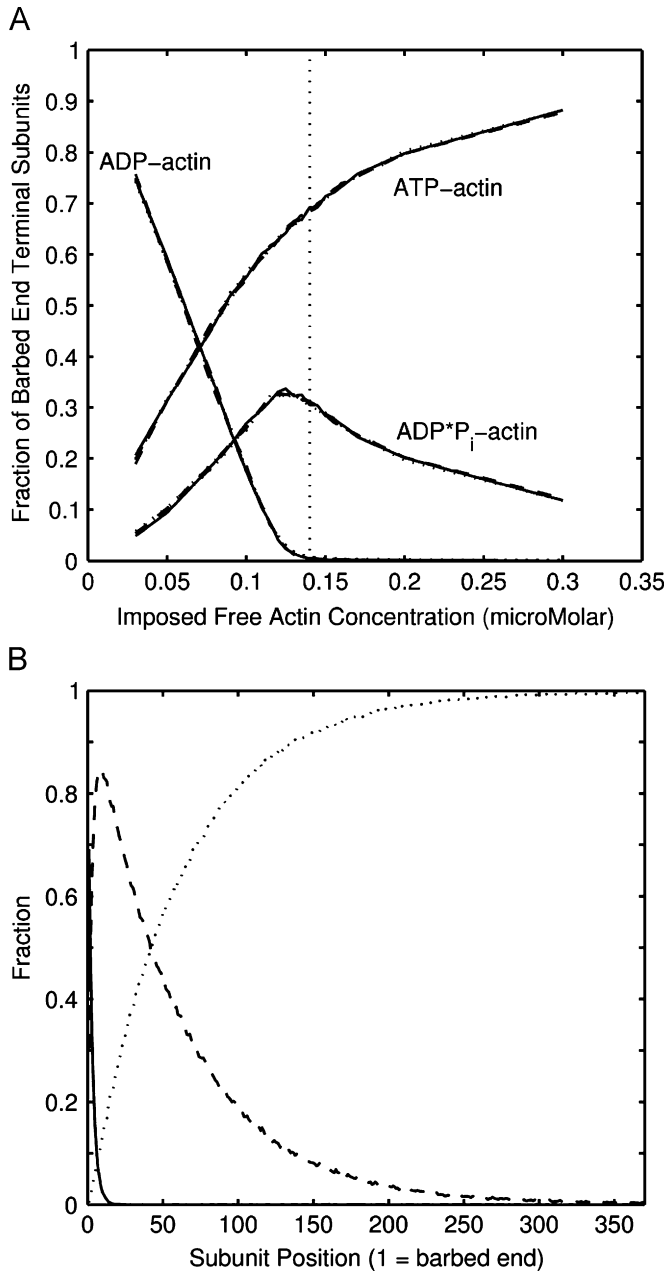 A
1
0.9
0.8
0.7
0.6
0.5
0.4
0.3
0.2
0.1
0
Fraction of Barbed End Terminal Subunits
ADP-actin
ATP-actin
ADP*Pi-actin
0 0.05 0.1 0.15 0.2 0.25 0.3 0.35
Imposed Free Actin Concentration (microMolar)
B
1
0.8
0.6
0.4
0.2
0
Fraction
0 50 100 150 200 250 300 350
Subunit Position (1 = barbed end)